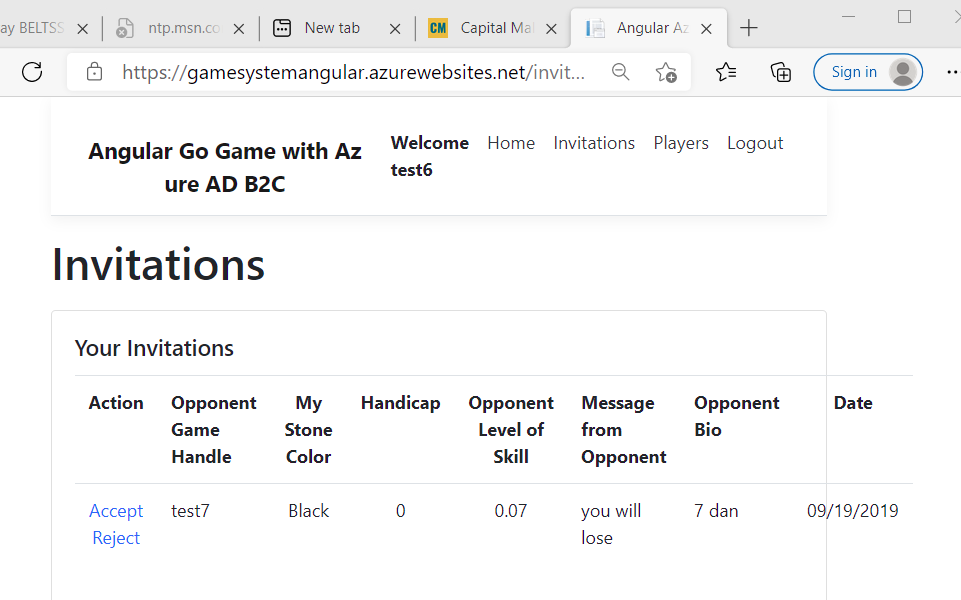 ay BELTSS
ntp.msn.co
New tab
CM Capital Ma
Angular Az
https://gamesystemangular.azurewebsites.net/invit...
Sign in
Angular Go Game with Az
ure AD B2C
Welcome
test6
Home
Invitations
Players
Logout
Invitations
Your Invitations
Action
Opponent
Game
Handle
My
Stone
Color
Handicap
Opponent
Level of
Skill
Message
from
Opponent
Opponent
Bio
Date
Accept
Reject
test7
Black
0
0.07
you will
lose
7 dan
09/19/2019